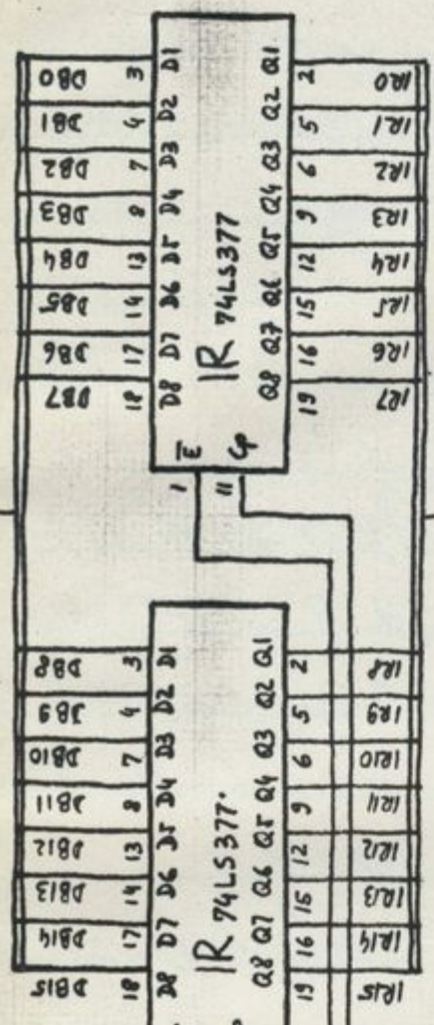 DB0 3 D1 Q1 2 IR0
DB1 4 D2 Q2 5 IR1
DB2 7 D3 Q3 6 IR2
DB3 8 D4 Q4 9 IR3
DB4 13 D5 Q5 12 IR4
DB5 14 D6 Q6 15 IR5
DB6 17 D7 Q7 16 IR6
DB7 18 D8 Q8 19 IR7
IR 74LS377
E̅ Cp
1 11
DB8 3 D1 Q1 2 IR8
DB9 4 D2 Q2 5 IR9
DB10 7 D3 Q3 6 IR10
DB11 8 D4 Q4 9 IR11
DB12 13 D5 Q5 12 IR12
DB13 14 D6 Q6 15 IR13
DB14 17 D7 Q7 16 IR14
DB15 18 D8 Q8 19 IR15
IR 74LS377.